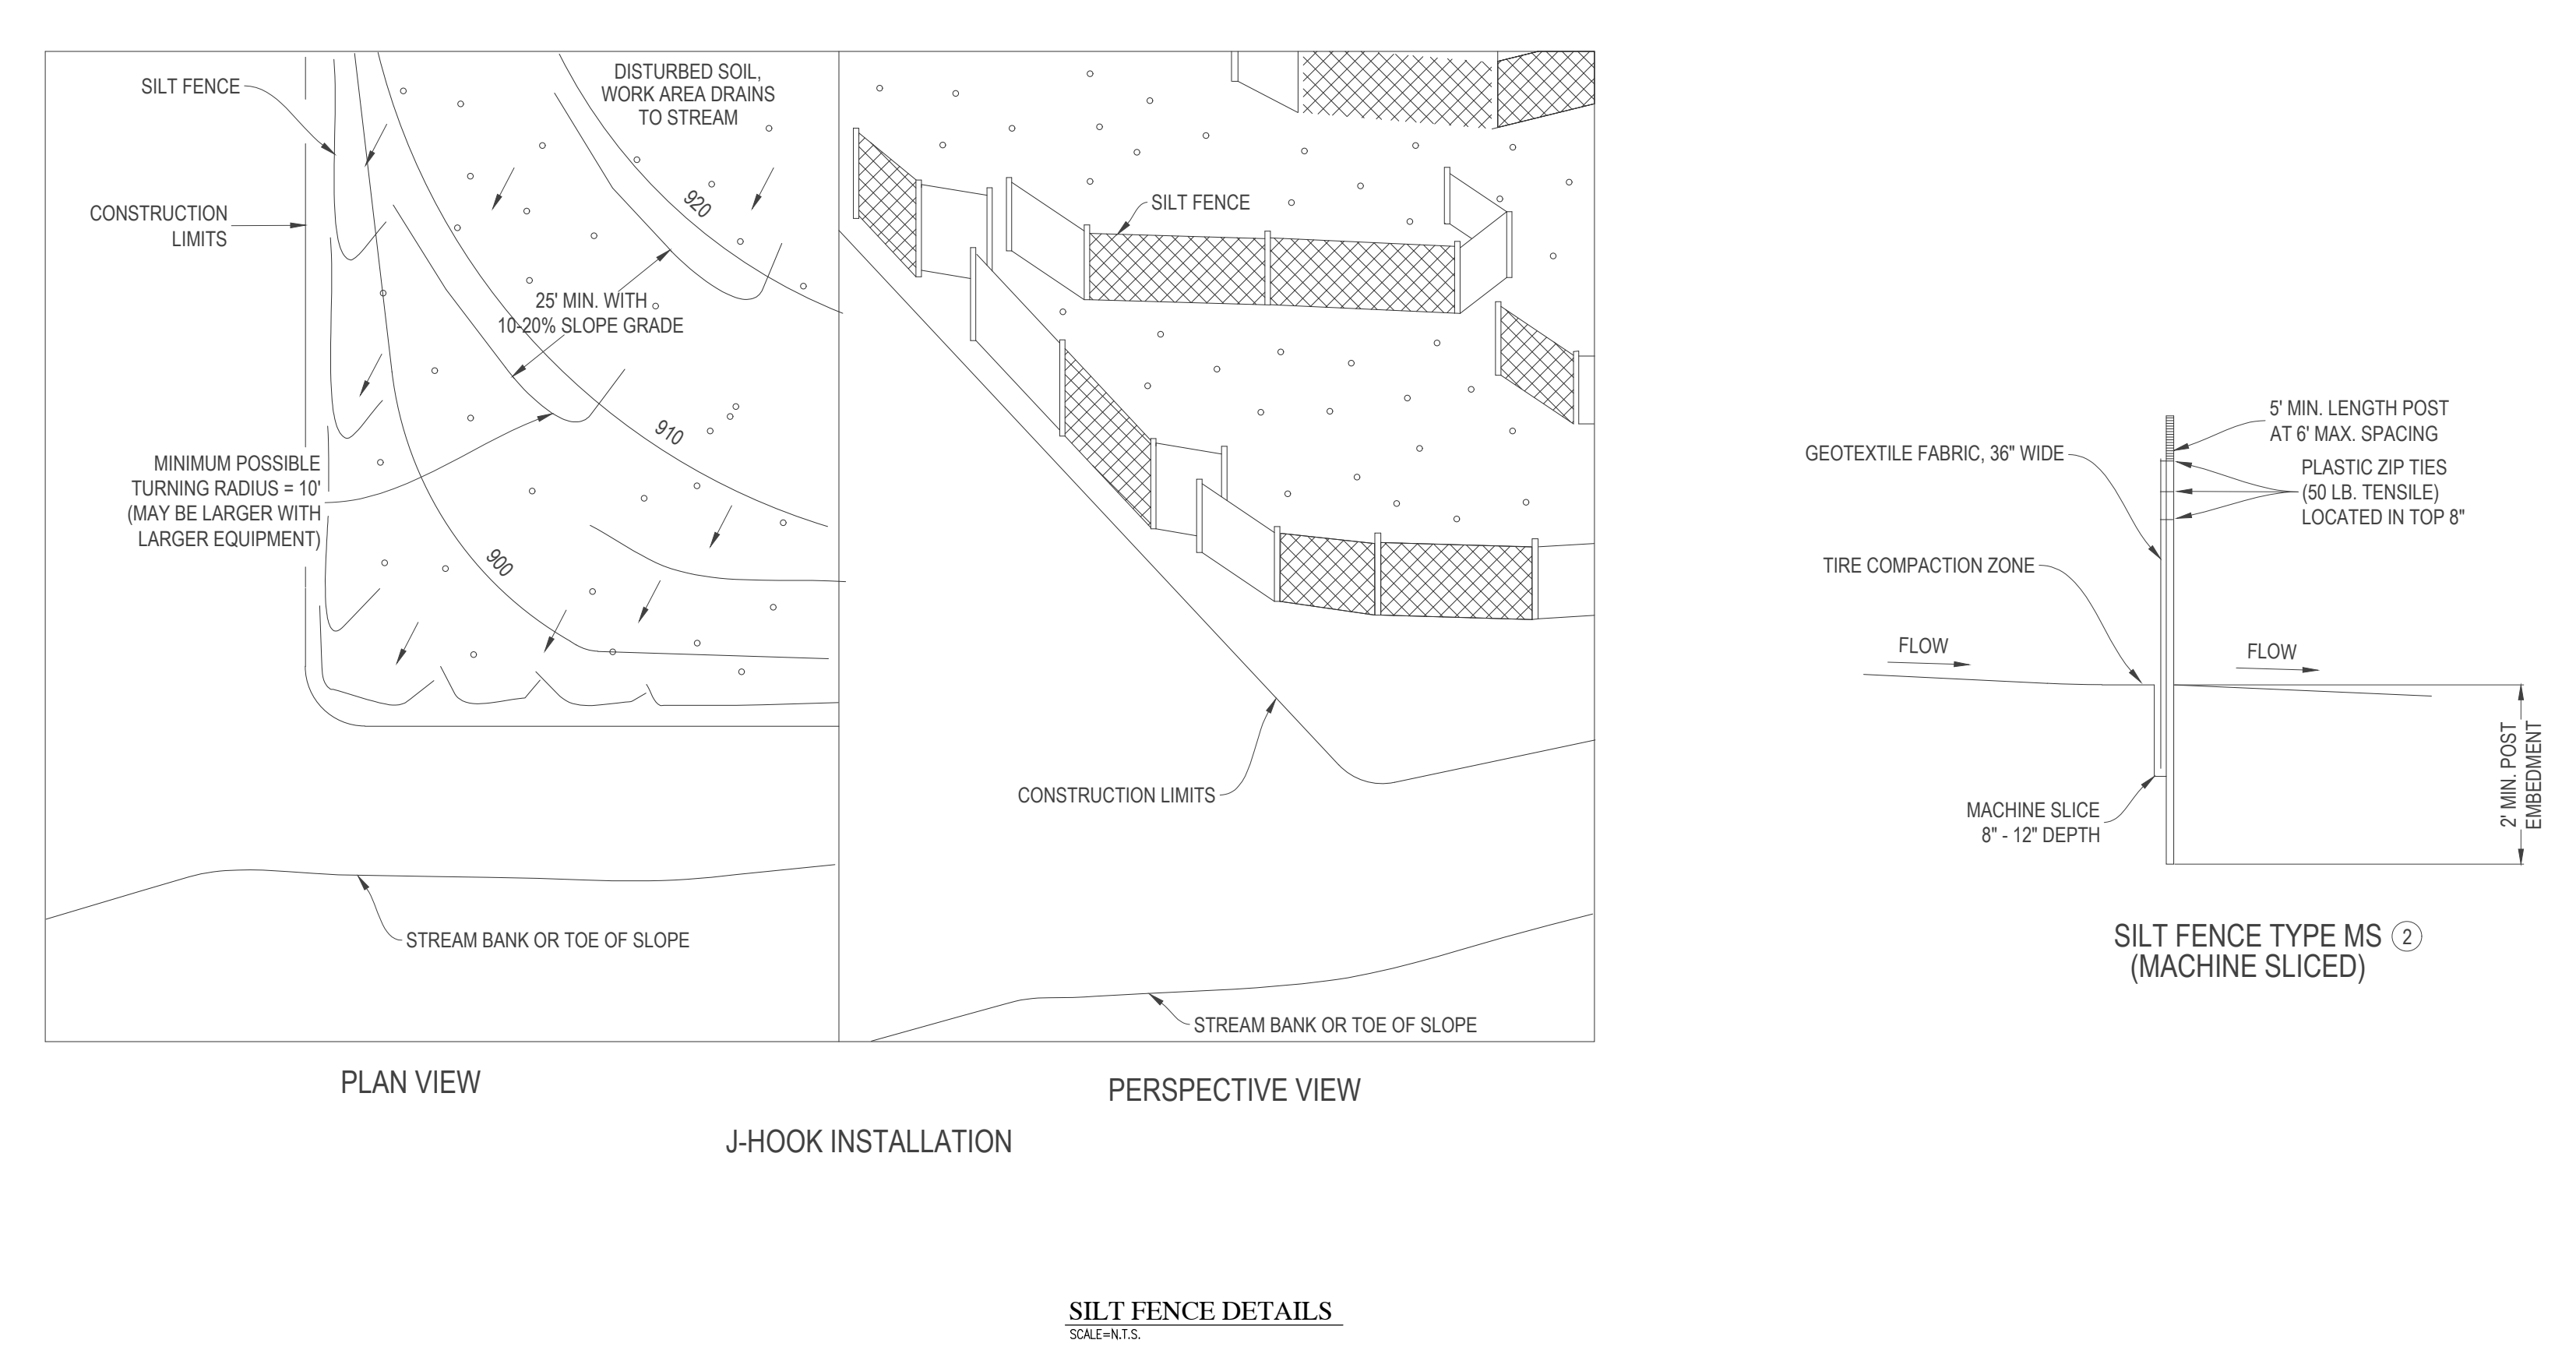 SILT FENCE
CONSTRUCTION
LIMITS
DISTURBED SOIL,
WORK AREA DRAINS
TO STREAM
920
25' MIN. WITH
10-20% SLOPE GRADE
910
MINIMUM POSSIBLE
TURNING RADIUS = 10'
(MAY BE LARGER WITH
LARGER EQUIPMENT)
900
STREAM BANK OR TOE OF SLOPE
PLAN VIEW
SILT FENCE
CONSTRUCTION LIMITS
STREAM BANK OR TOE OF SLOPE
PERSPECTIVE VIEW
J-HOOK INSTALLATION
5' MIN. LENGTH POST
AT 6' MAX. SPACING
GEOTEXTILE FABRIC, 36" WIDE
PLASTIC ZIP TIES
(50 LB. TENSILE)
LOCATED IN TOP 8"
TIRE COMPACTION ZONE
FLOW
FLOW
2' MIN. POST
EMBEDMENT
MACHINE SLICE
8" - 12" DEPTH
SILT FENCE TYPE MS 2
(MACHINE SLICED)
SILT FENCE DETAILS
SCALE=N.T.S.